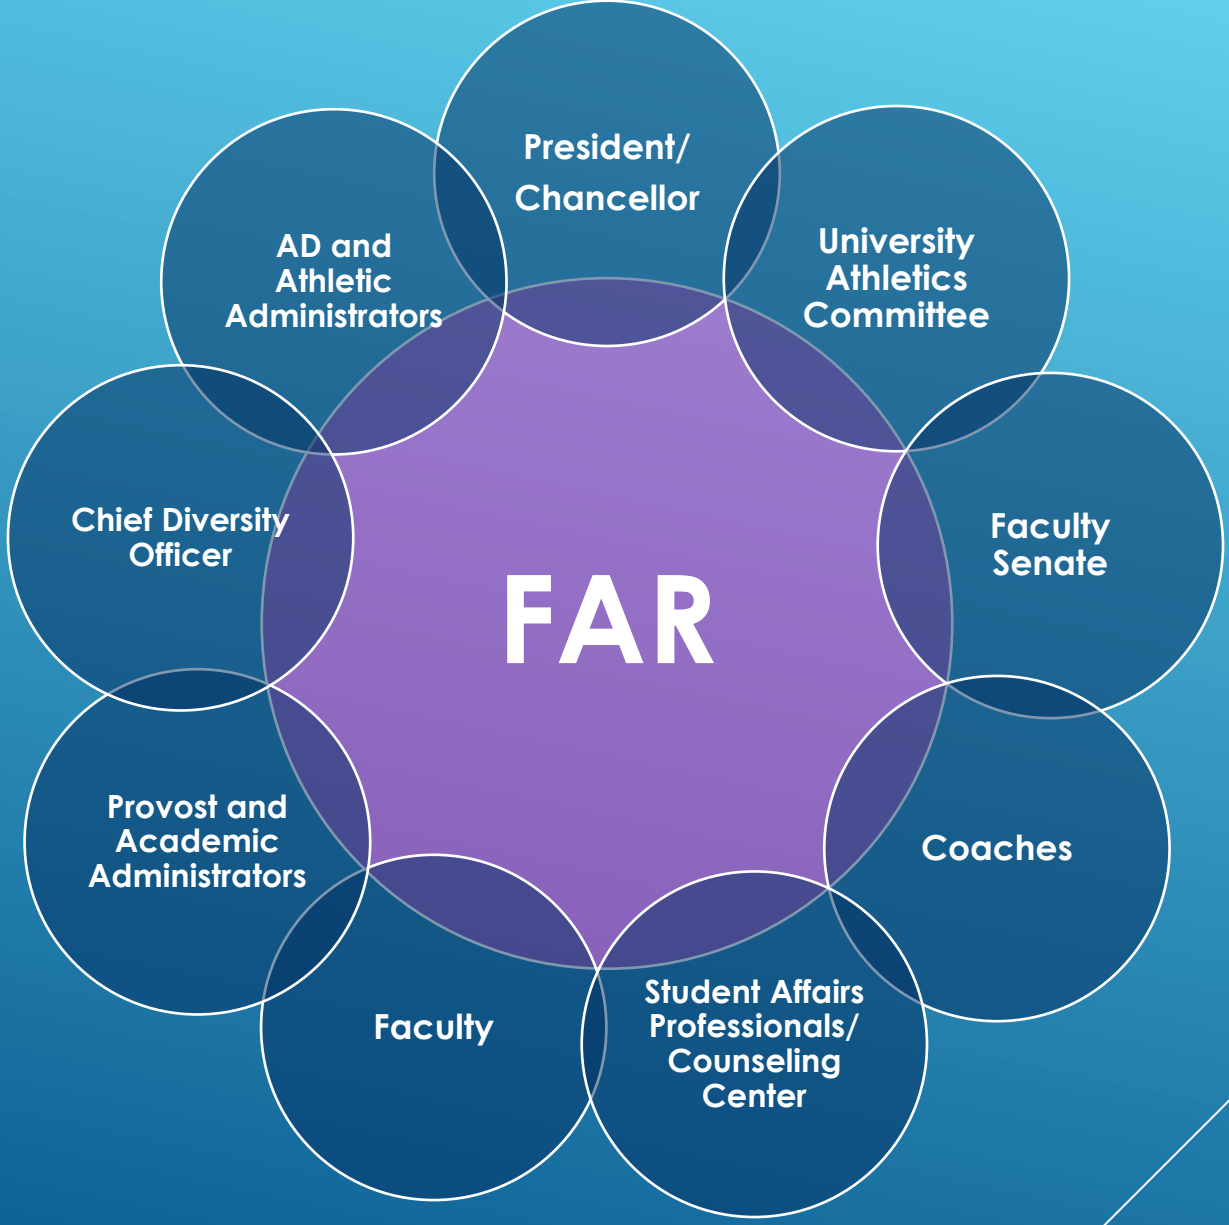 President/
Chancellor
University
Athletics
Committee
Faculty
Senate
Coaches
Student Affairs
Professionals/
Counseling
Center
Faculty
Provost and
Academic
Administrators
Chief Diversity
Officer
AD and
Athletic
Administrators
FAR